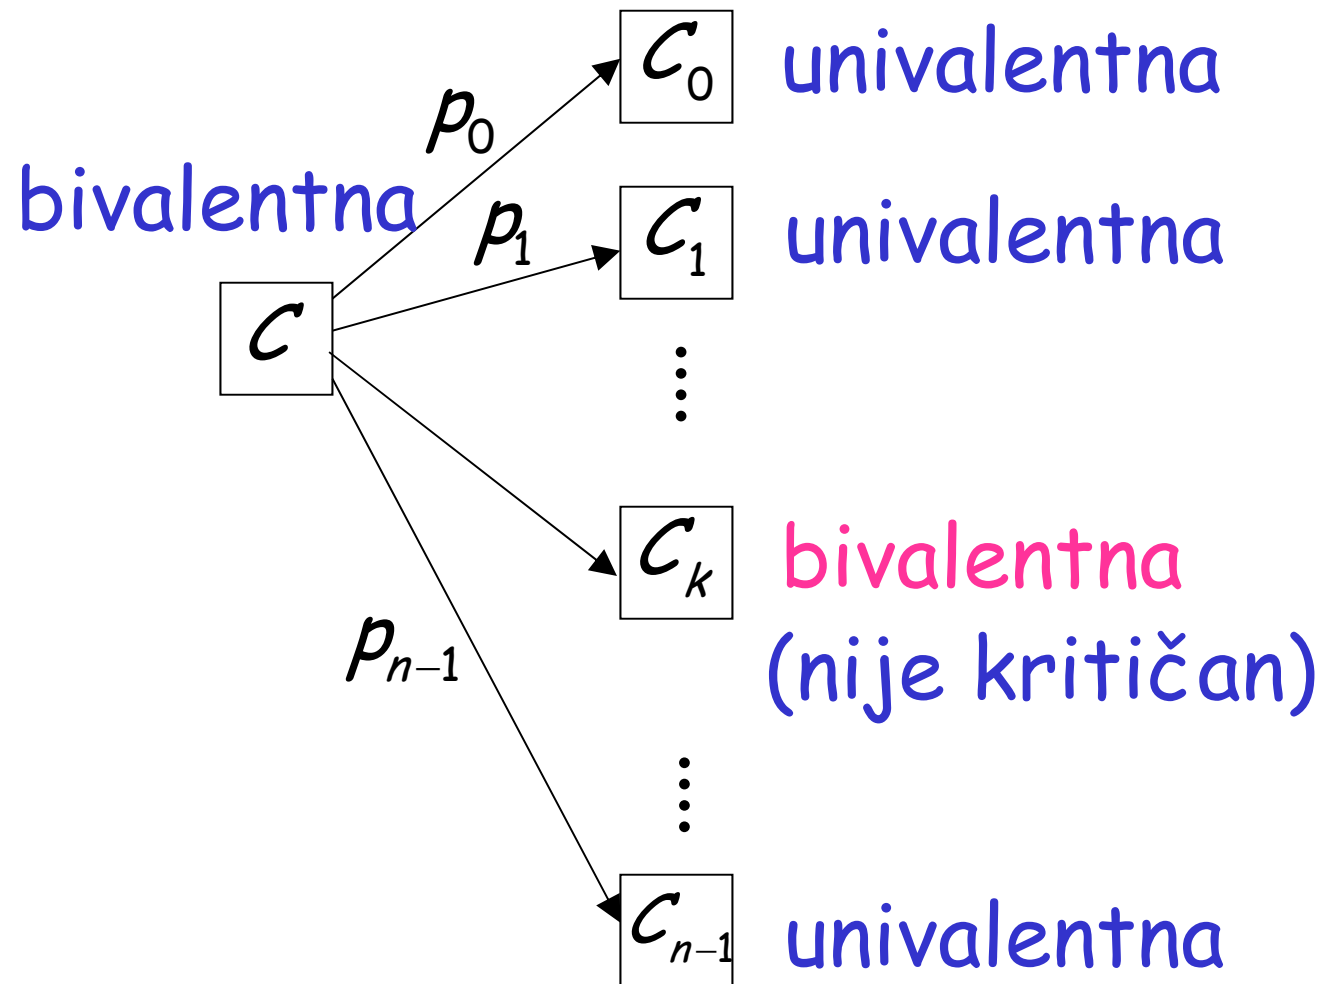 C₀ univalentna
p₀
bivalentna
p₁
C₁ univalentna
C
Cₖ bivalentna
(nije kritičan)
pₙ₋₁
Cₙ₋₁ univalentna